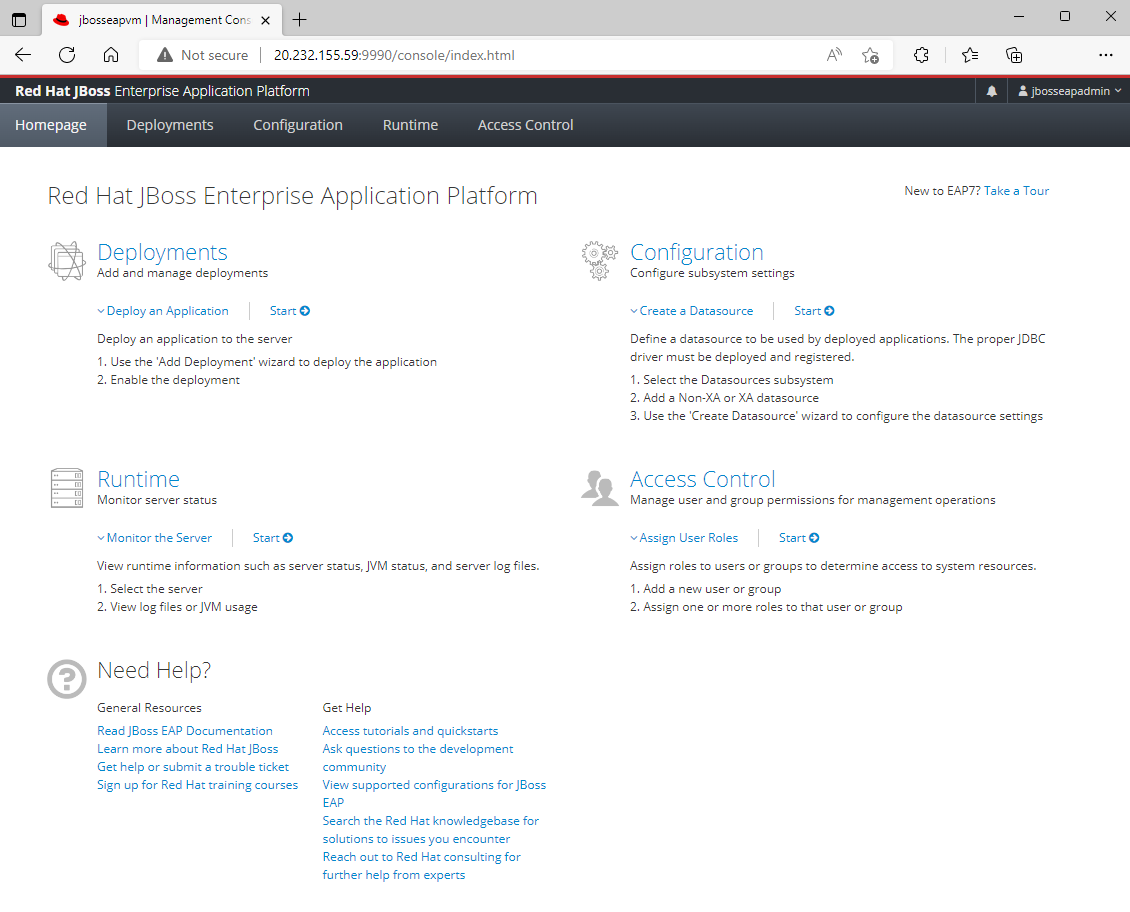 jbosseapvm | Management Cons
Not secure
20.232.155.59:9990/console/index.html
Red Hat JBoss Enterprise Application Platform
jbosseapadmin
Homepage
Deployments
Configuration
Runtime
Access Control
Red Hat JBoss Enterprise Application Platform
New to EAP7? Take a Tour
Deployments
Add and manage deployments
Deploy an Application
Start
Deploy an application to the server
1. Use the 'Add Deployment' wizard to deploy the application
2. Enable the deployment
Configuration
Configure subsystem settings
Create a Datasource
Start
Define a datasource to be used by deployed applications. The proper JDBC
driver must be deployed and registered.
1. Select the Datasources subsystem
2. Add a Non-XA or XA datasource
3. Use the 'Create Datasource' wizard to configure the datasource settings
Runtime
Monitor server status
Monitor the Server
Start
View runtime information such as server status, JVM status, and server log files.
1. Select the server
2. View log files or JVM usage
Access Control
Manage user and group permissions for management operations
Assign User Roles
Start
Assign roles to users or groups to determine access to system resources.
1. Add a new user or group
2. Assign one or more roles to that user or group
Need Help?
General Resources
Read JBoss EAP Documentation
Learn more about Red Hat JBoss
Get help or submit a trouble ticket
Sign up for Red Hat training courses
Get Help
Access tutorials and quickstarts
Ask questions to the development
community
View supported configurations for JBoss
EAP
Search the Red Hat knowledgebase for
solutions to issues you encounter
Reach out to Red Hat consulting for
further help from experts